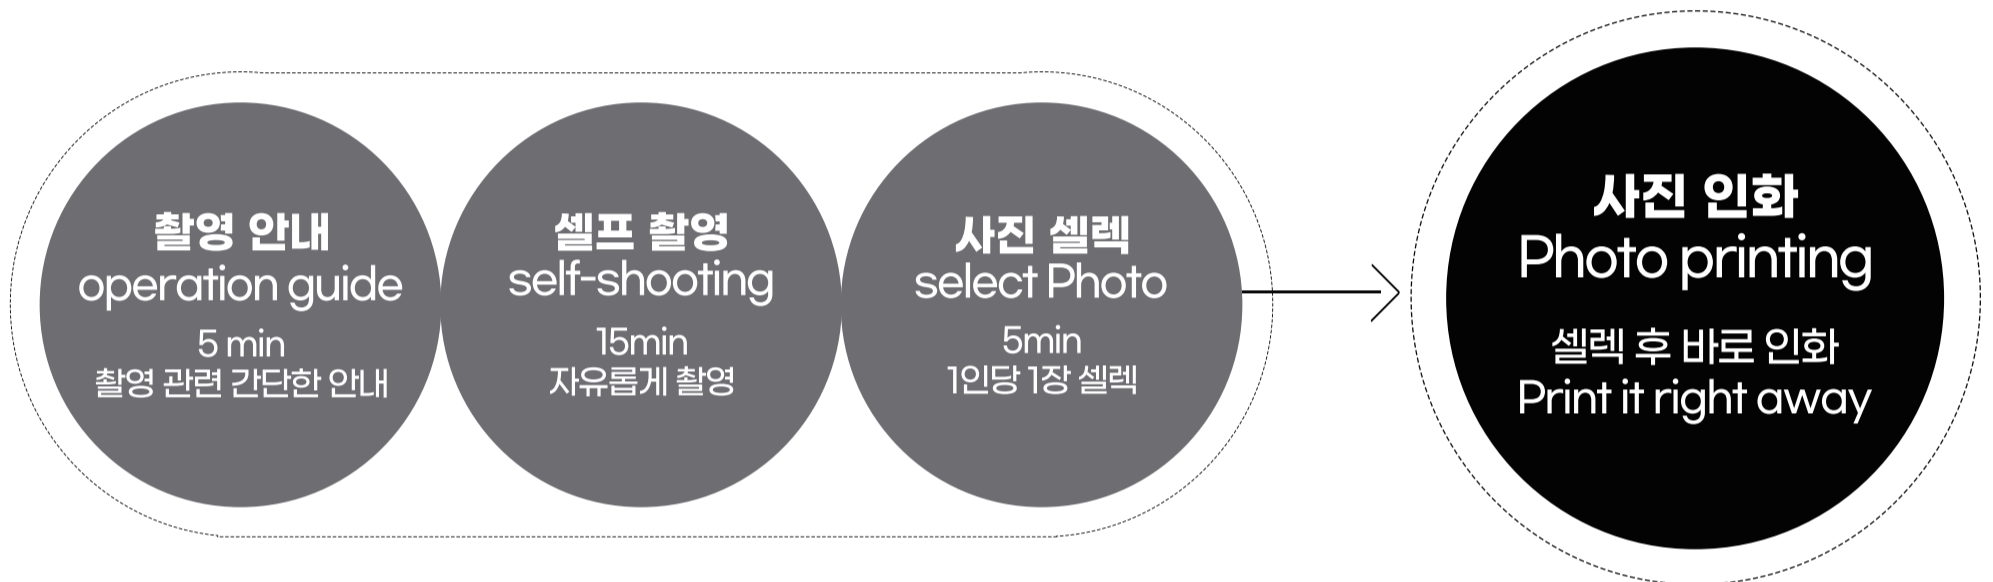 촬영 안내
operation guide
5 min
촬영 관련 간단한 안내
셀프 촬영
self-shooting
15min
자유롭게 촬영
사진 셀렉
select Photo
5min
1인당 1장 셀렉
사진 인화
Photo printing
셀렉 후 바로 인화
Print it right away